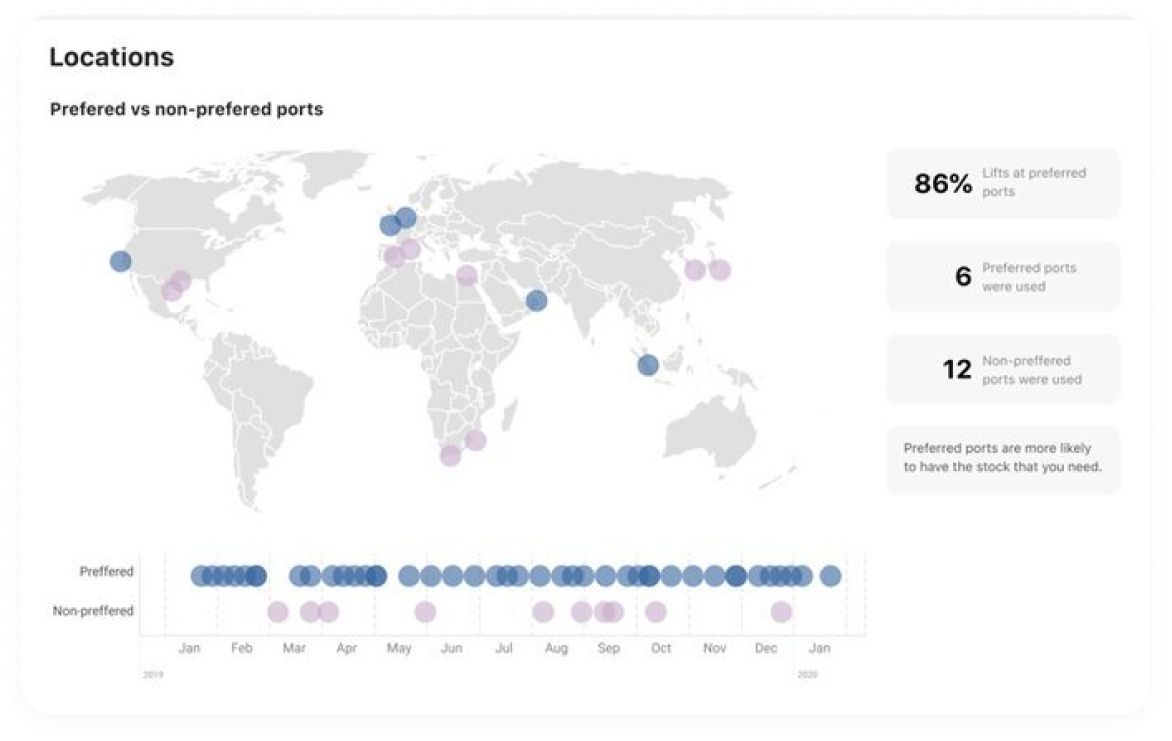 Locations
Prefered vs non-prefered ports
86%
Lifts at preferred
ports
6
Preferred ports
were used
12
Non-preffered
ports were used
Preferred ports are more likely
to have the stock that you need.
Preffered
Non-preffered
Jan Feb Mar Apr May Jun Jul Aug Sep Oct Nov Dec Jan
2019 2020